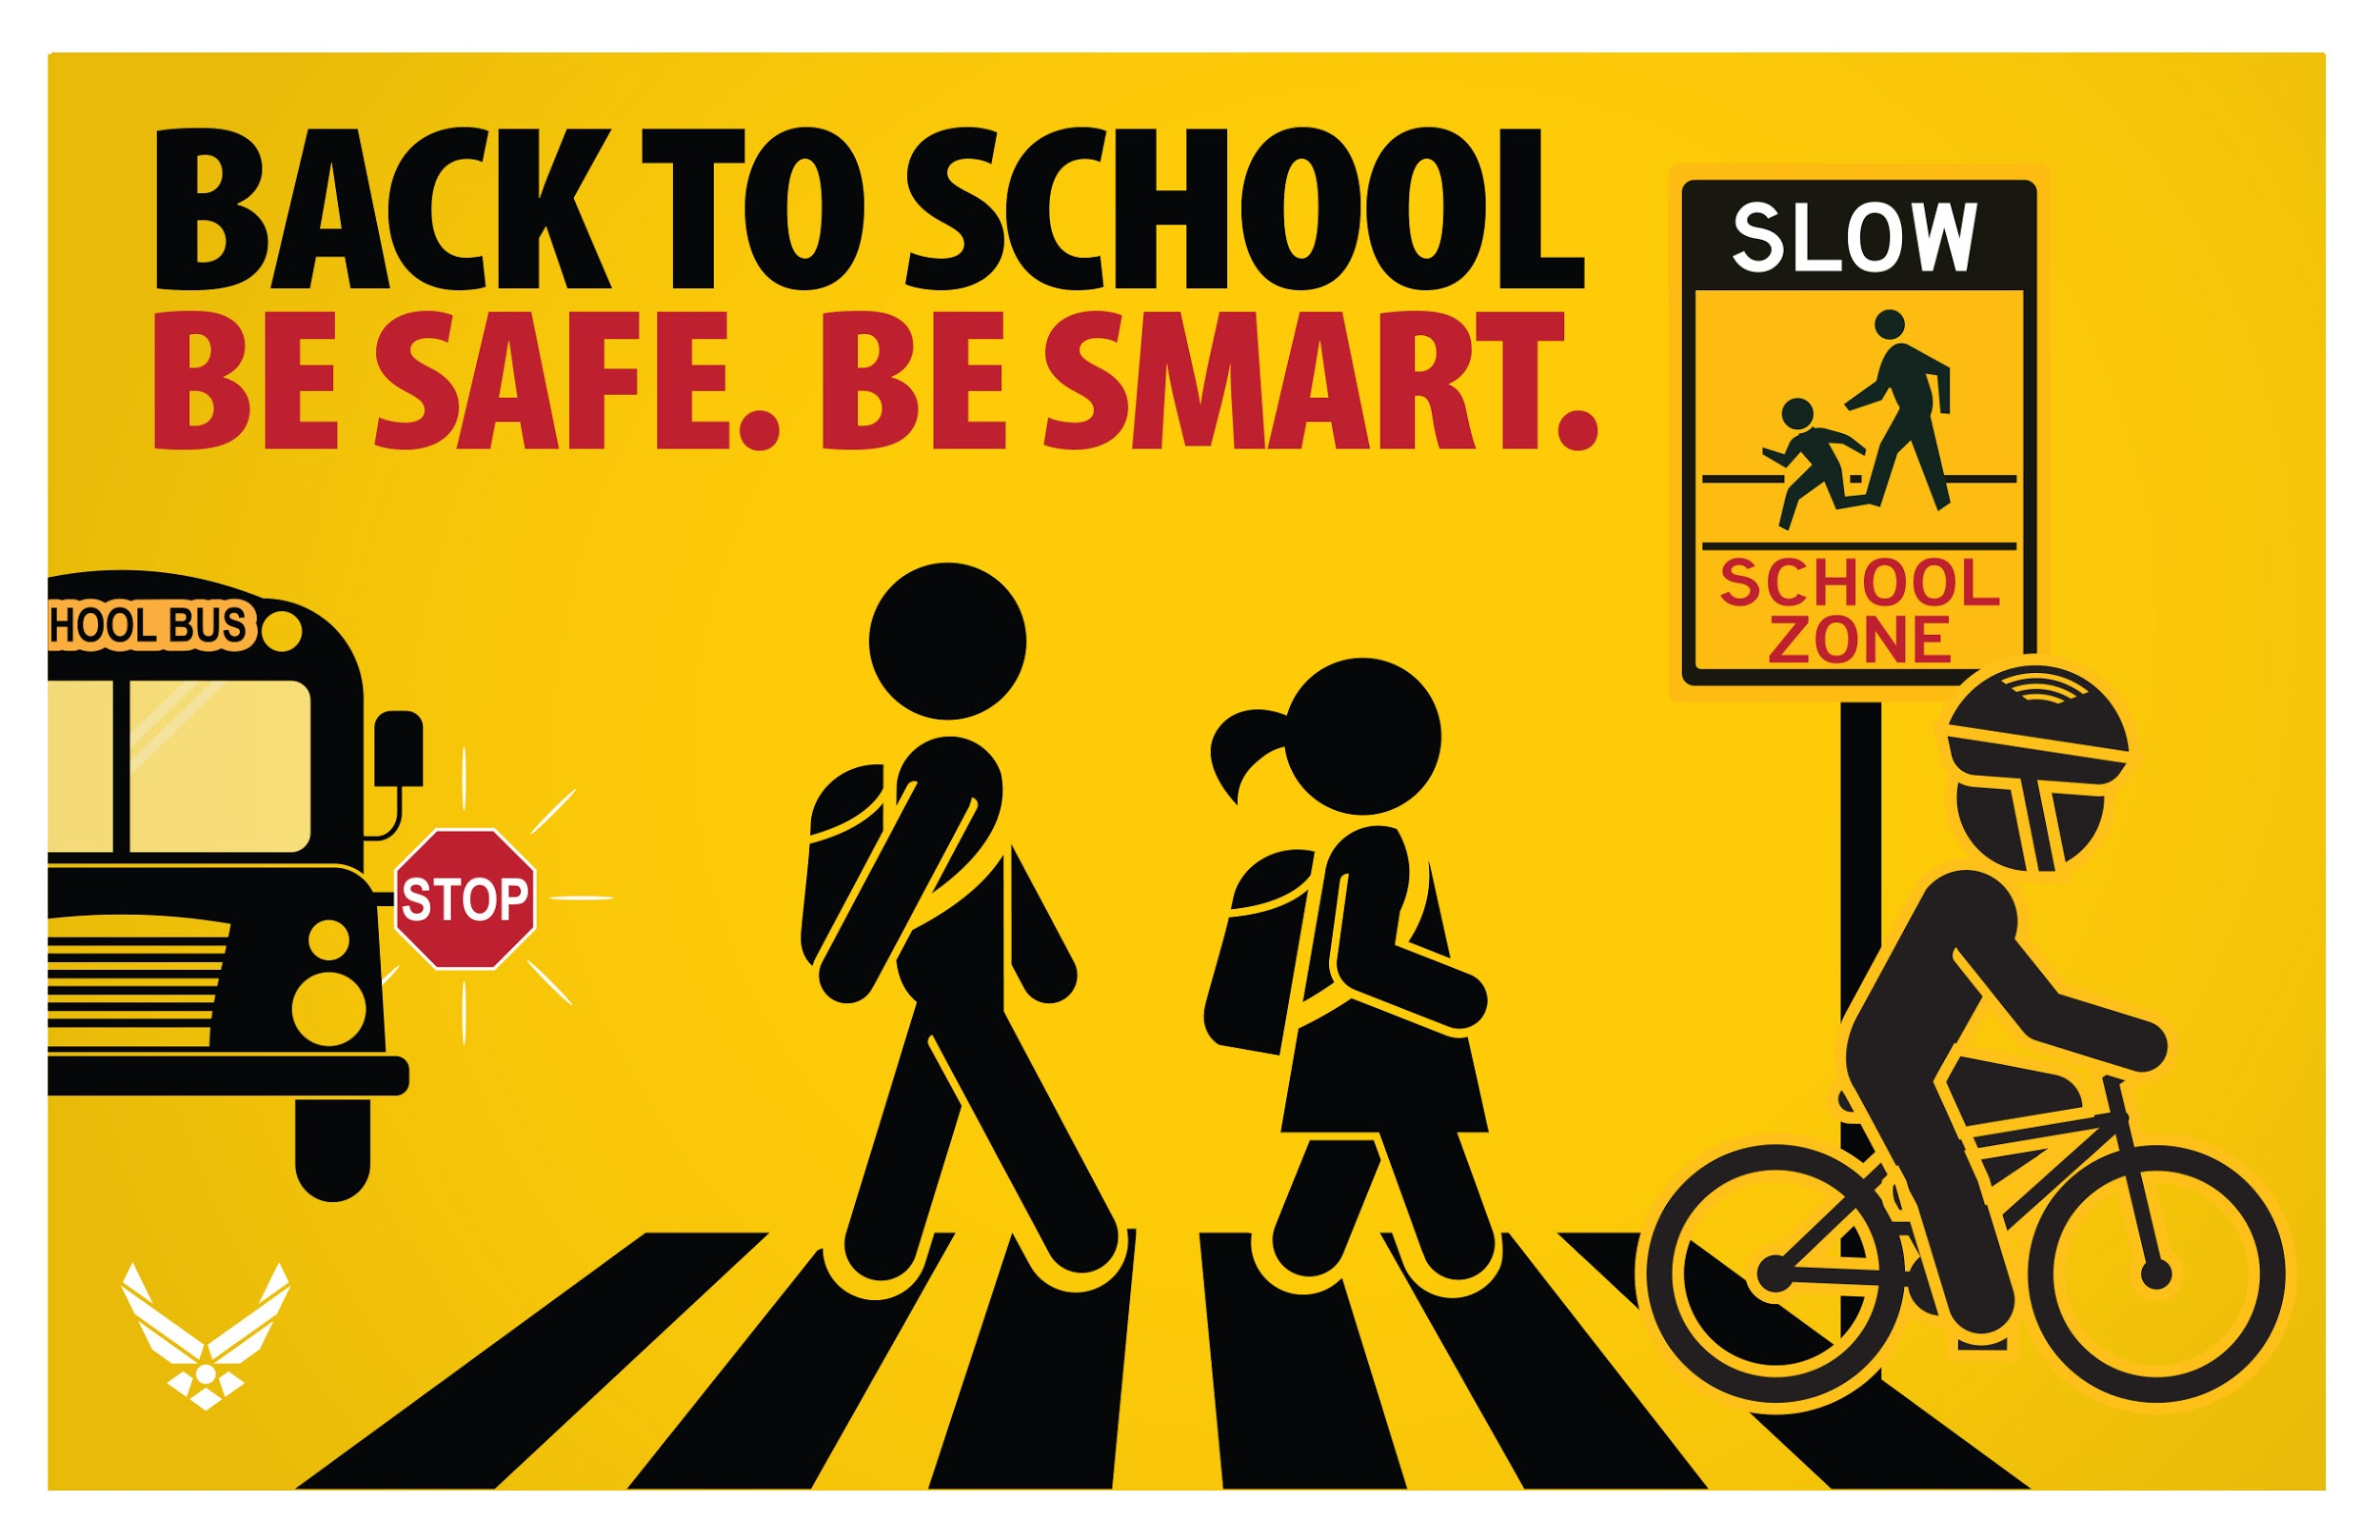 BACK TO SCHOOL
BE SAFE. BE SMART.
SLOW
SCHOOL
ZONE
HOOL BUS
STOP